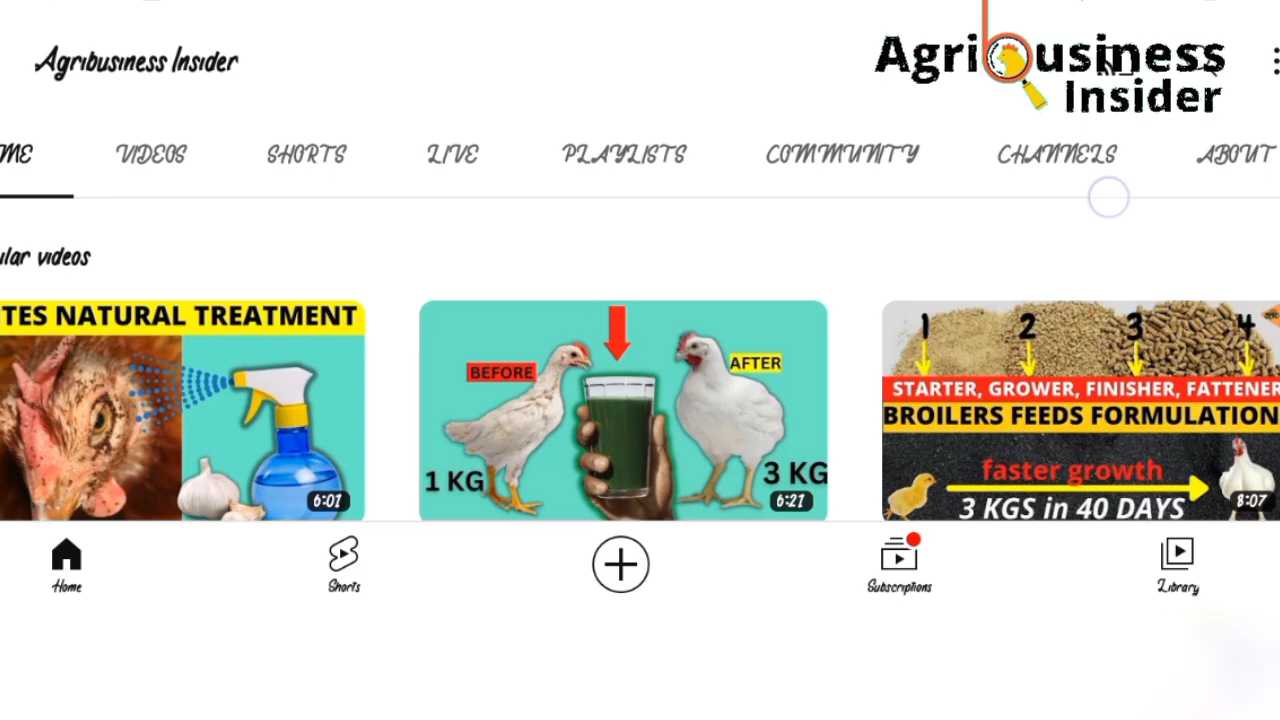 Agribusiness Insider
Agribusiness
Insider
ME
VIDEOS
SHORTS
LIVE
PLAYLISTS
COMMUNITY
CHANNELS
ABOUT
ular videos
TES NATURAL TREATMENT
6:01
BEFORE
AFTER
1 KG
3 KG
6:21
1 2 3 4
STARTER, GROWER, FINISHER, FATTENER
BROILERS FEEDS FORMULATION
faster growth
3 KGS in 40 DAYS
8:07
Home
Shorts
Subscriptions
Library